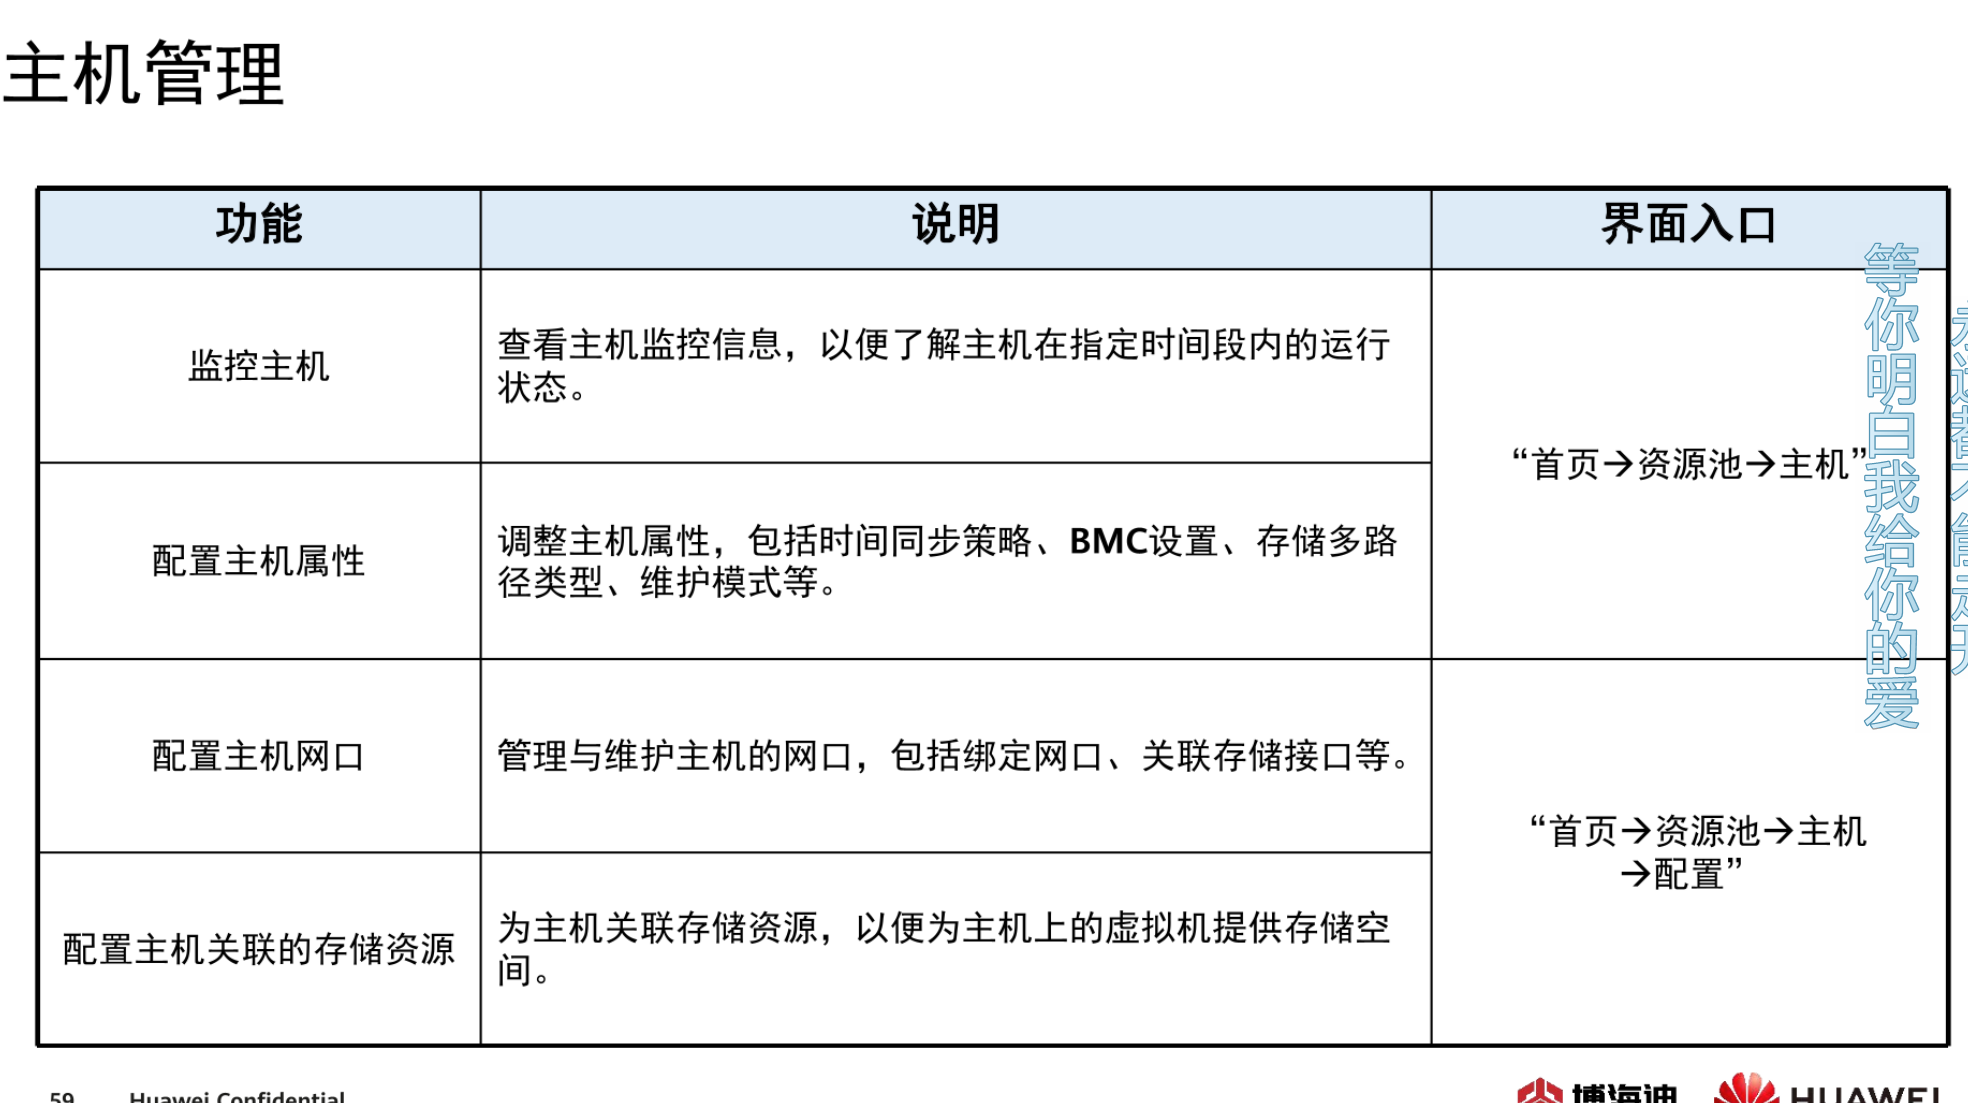 主机管理
功能
说明
界面入口
监控主机
查看主机监控信息，以便了解主机在指定时间段内的运行
状态。
“首页→资源池→主机”
配置主机属性
调整主机属性，包括时间同步策略、BMC设置、存储多路
径类型、维护模式等。
配置主机网口
管理与维护主机的网口，包括绑定网口、关联存储接口等。
“首页→资源池→主机
→配置”
配置主机关联的存储资源
为主机关联存储资源，以便为主机上的虚拟机提供存储空
间。
等你明白我给你的爱
59
Huawei Confidential
博海迪
HUAWEI